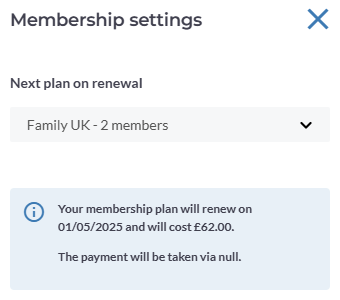 Membership settings
Next plan on renewal
Family UK - 2 members
Your membership plan will renew on
01/05/2025 and will cost £62.00.
The payment will be taken via null.